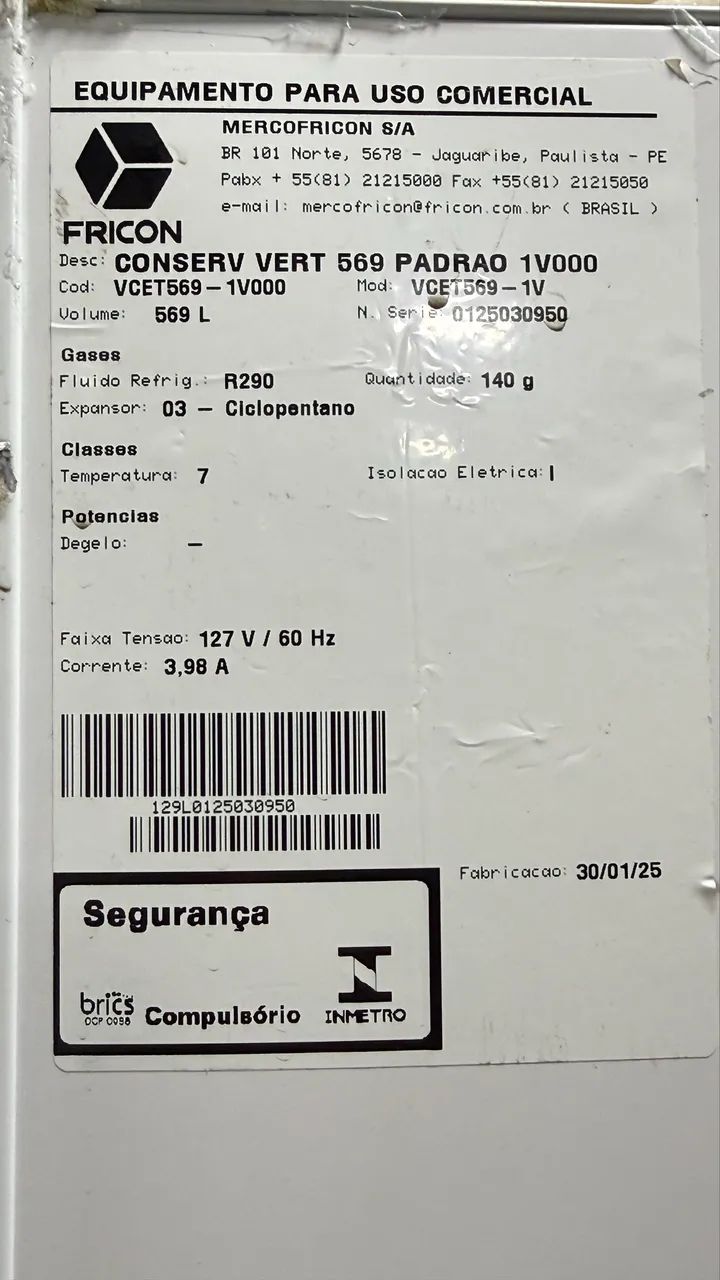 EQUIPAMENTO PARA USO COMERCIAL
MERCOFRICON S/A
BR 101 Norte, 5678 - Jaguaribe, Paulista - PE
Pabx + 55(81) 21215000 Fax +55(81) 21215050
e-mail: mercofricon@fricon.com.br ( BRASIL )
FRICON
Desc: CONSERV VERT 569 PADRAO 1V000
Cod: VCET569-1V000 Mod: VCET569-1V
Volume: 569 L N. Serie: 0125030950
Gases
Fluido Refrig.: R290 Quantidade: 140 g
Expansor: 03 - Ciclopentano
Classes
Temperatura: 7 Isolacao Eletrica: I
Potencias
Degelo: -
Faixa Tensao: 127 V / 60 Hz
Corrente: 3,98 A
129L0125030950
Fabricacao: 30/01/25
Segurança
brics
OCP 0098
Compulsório
INMETRO